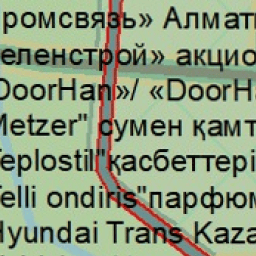 ромсвязь» Алмат
еленстрой» акцио
DoorHan»/ «DoorHa
Metzer" сумен қамт
eplostil"қасбеттері
elli ondiris"парфюм
Hyundai Trans Kaza